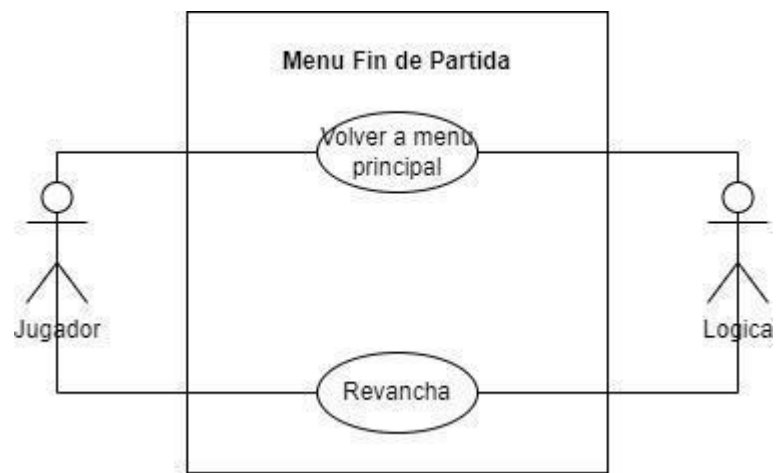 Menu Fin de Partida
Volver a menu
principal
Jugador
Logica
Revancha